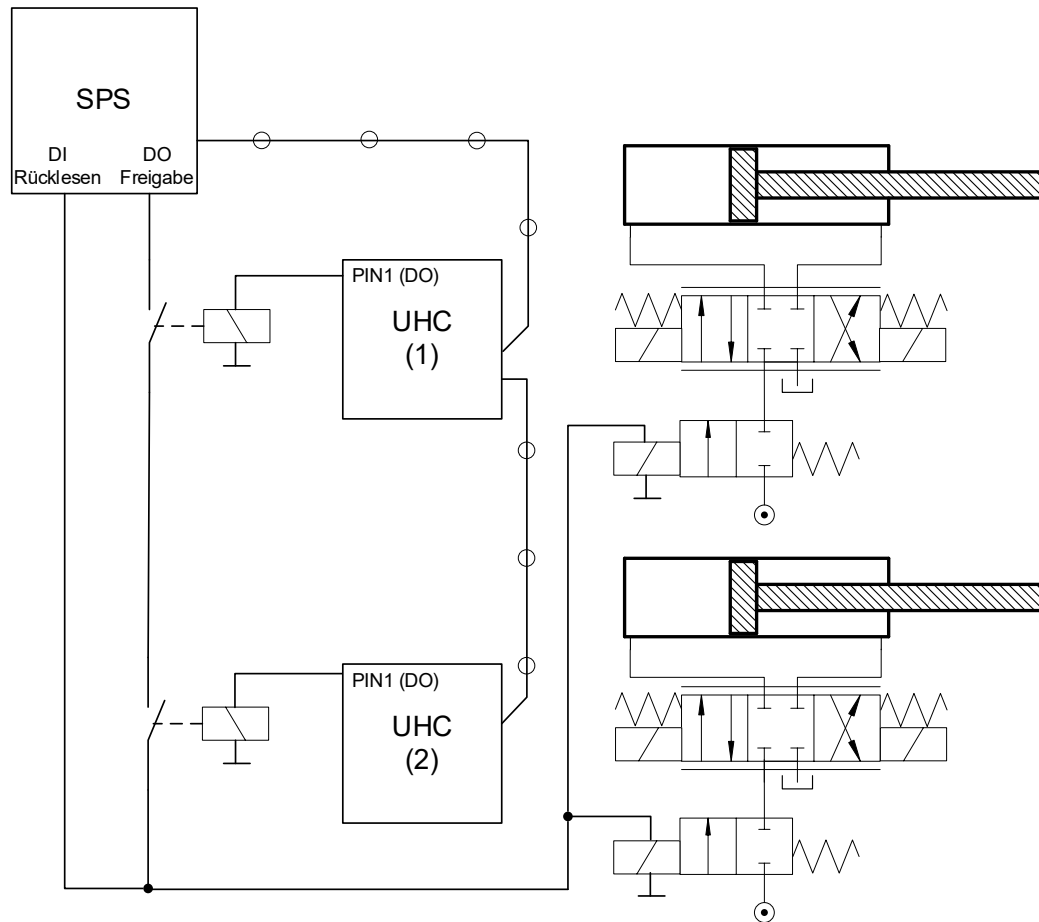 SPS
DI
Rücklesen
DO
Freigabe
PIN1 (DO)
UHC
(1)
PIN1 (DO)
UHC
(2)